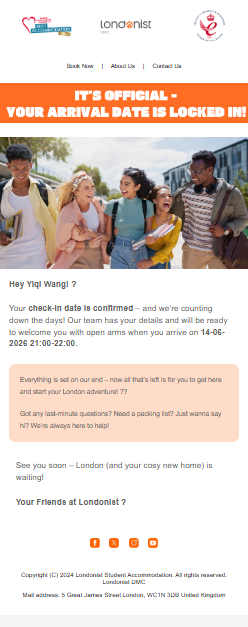 londonist
DMC
Book Now | About Us | Contact Us
IT'S OFFICIAL -
YOUR ARRIVAL DATE IS LOCKED IN!
Hey Yiqi Wang! ?
Your check-in date is confirmed – and we're counting
down the days! Our team has your details and will be ready
to welcome you with open arms when you arrive on 14-06-
2026 21:00-22:00.
Everything is set on our end – now all that's left is for you to get here
and start your London adventure! ??
Got any last-minute questions? Need a packing list? Just wanna say
hi? We're always here to help!
See you soon – London (and your cosy new home) is
waiting!
Your Friends at Londonist ?
Copyright (C) 2024 Londonist Student Accommodation. All rights reserved.
Londonist DMC
Mail address: 5 Great James Street London, WC1N 3DB United Kingdom